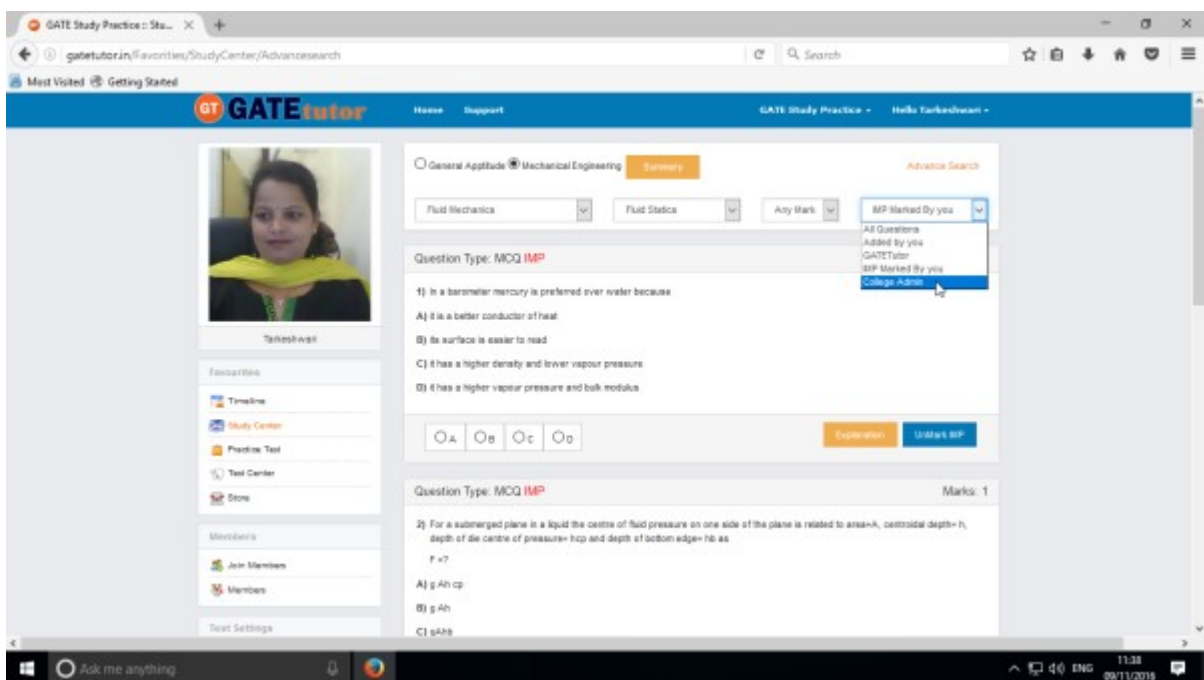 GATE Study Practice :: Stu...
gatetutor.in/Favorities/StudyCenter/Advancesearch
Search
Most Visited
Getting Started
GT GATEtutor
Home
Support
GATE Study Practice
Hello Tarkeshwari
General Apptitude
Mechanical Engineering
Summary
Advance Search
Fluid Mechanics
Fluid Statics
Any Mark
IMP Marked By you
All Questions
Added by you
GATETutor
IMP Marked By you
College Admin
Tarkeshwari
Favourites
Timeline
Study Center
Practice Test
Test Center
Store
Members
Join Members
Members
Test Settings
Question Type: MCQ IMP
1) In a barometer mercury is preferred over water because
A) it is a better conductor of heat
B) its surface is easier to read
C) it has a higher density and lower vapour pressure
D) it has a higher vapour pressure and bulk modulus
A B C D
Explanation
UnMark IMP
Question Type: MCQ IMP
Marks: 1
2) For a submerged plane in a liquid the centre of fluid pressure on one side of the plane is related to area=A, centroidal depth= h,
depth of die centre of pressure= hcp and depth of bottom edge= hb as
F =?
A) g Ah cp
B) g Ah
C) gAhb
Ask me anything
ENG
11:38
09/11/2016